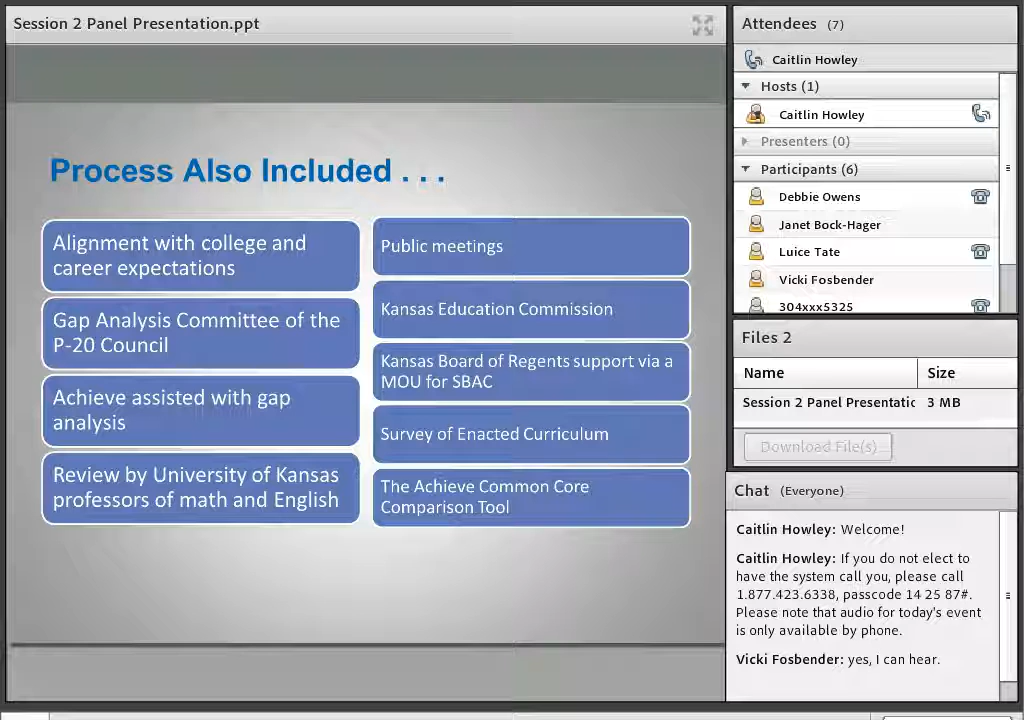 Session 2 Panel Presentation.ppt
Process Also Included . . .
Alignment with college and
career expectations
Gap Analysis Committee of the
P-20 Council
Achieve assisted with gap
analysis
Review by University of Kansas
professors of math and English
Public meetings
Kansas Education Commission
Kansas Board of Regents support via a
MOU for SBAC
Survey of Enacted Curriculum
The Achieve Common Core
Comparison Tool
Attendees (7)
Caitlin Howley
Hosts (1)
Caitlin Howley
Presenters (0)
Participants (6)
Debbie Owens
Janet Bock-Hager
Luice Tate
Vicki Fosbender
304xxx5325
Files 2
Name Size
Session 2 Panel Presentatic 3 MB
Download File(s)
Chat (Everyone)
Caitlin Howley: Welcome!
Caitlin Howley: If you do not elect to
have the system call you, please call
1.877.423.6338, passcode 14 25 87#.
Please note that audio for today's event
is only available by phone.
Vicki Fosbender: yes, I can hear.